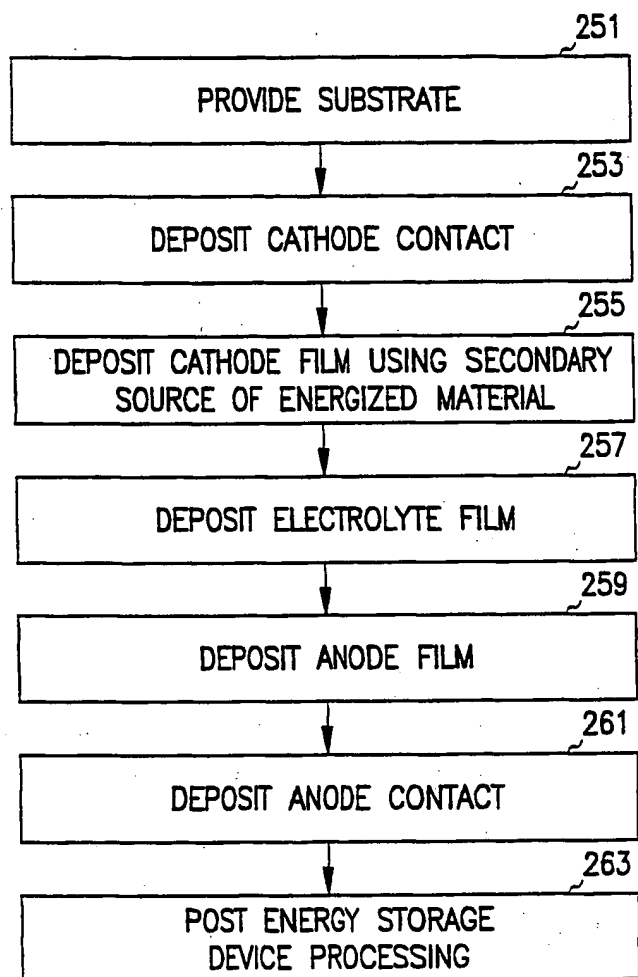 251
PROVIDE SUBSTRATE
253
DEPOSIT CATHODE CONTACT
255
DEPOSIT CATHODE FILM USING SECONDARY
SOURCE OF ENERGIZED MATERIAL
257
DEPOSIT ELECTROLYTE FILM
259
DEPOSIT ANODE FILM
261
DEPOSIT ANODE CONTACT
263
POST ENERGY STORAGE
DEVICE PROCESSING